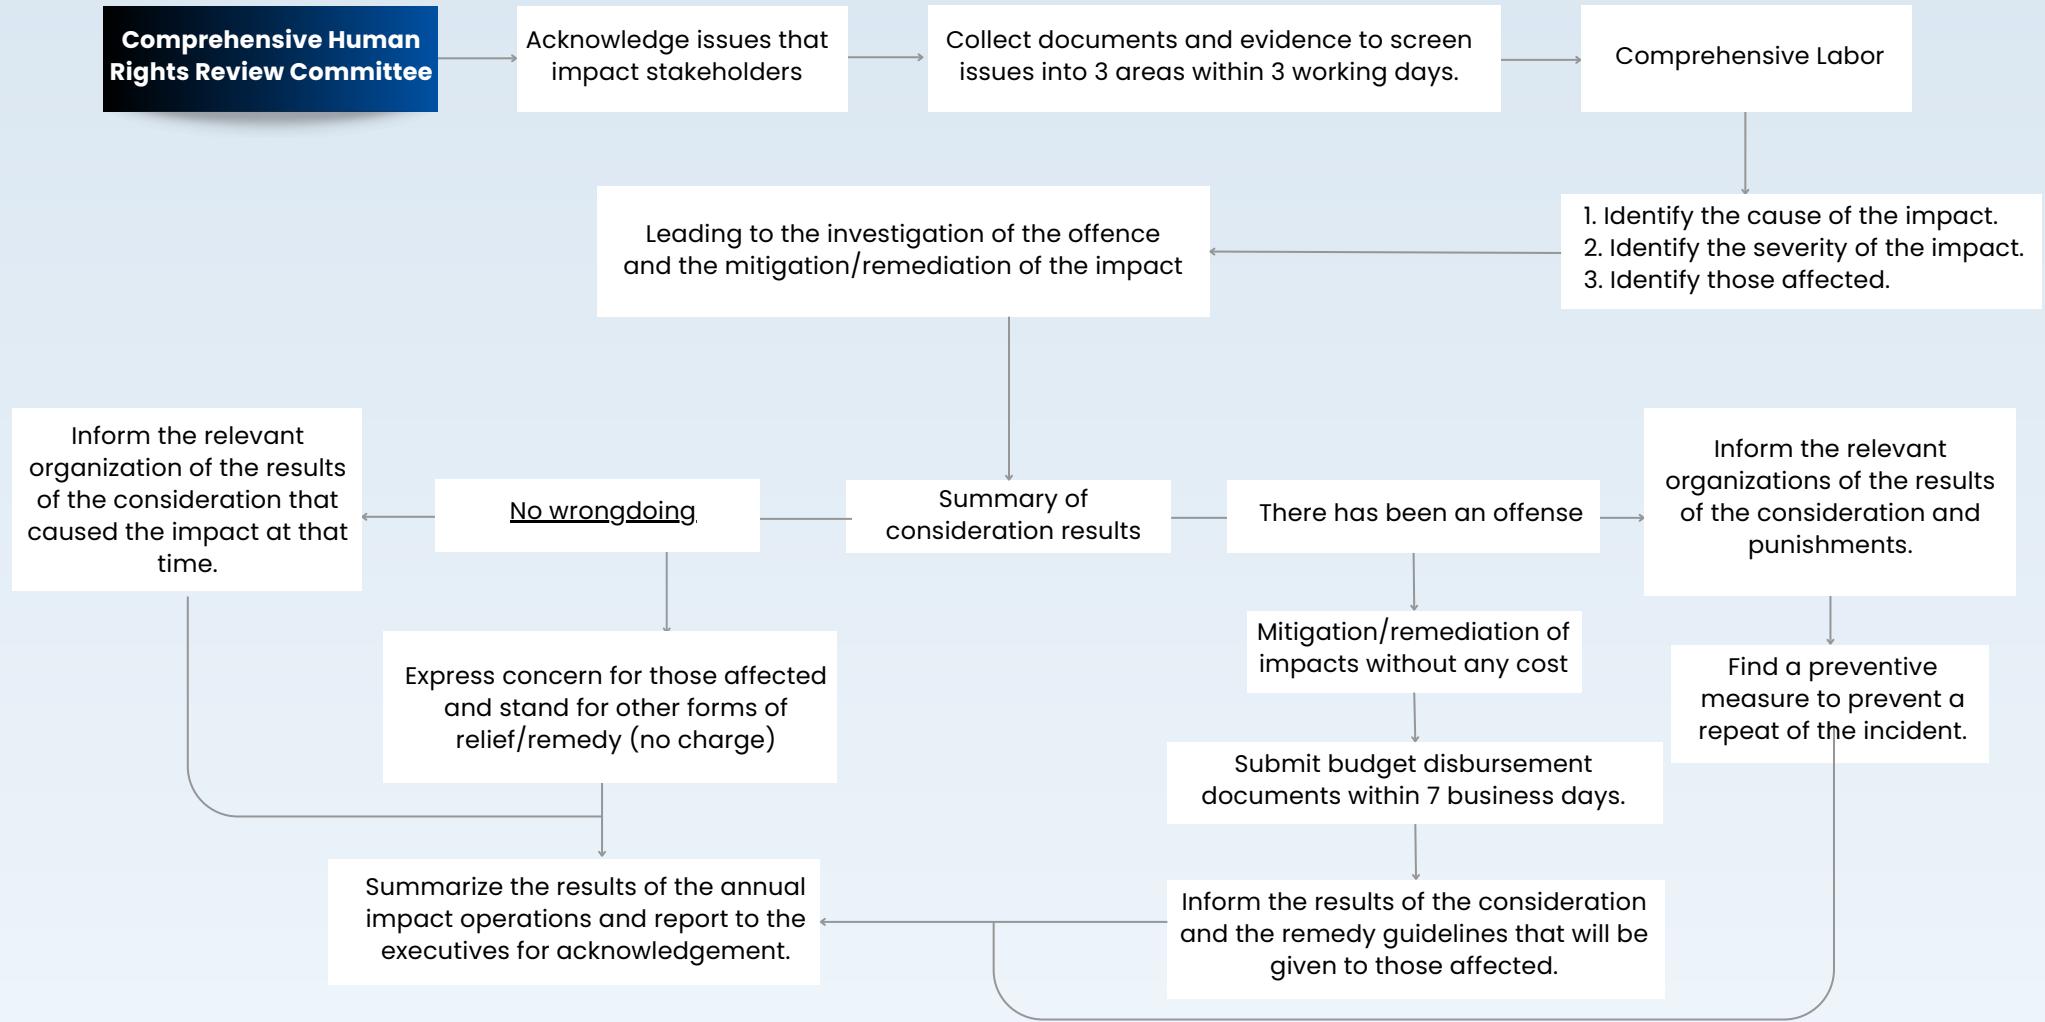 Comprehensive Human
Rights Review Committee
Acknowledge issues that
impact stakeholders
Collect documents and evidence to screen
issues into 3 areas within 3 working days.
Comprehensive Labor
1. Identify the cause of the impact.
2. Identify the severity of the impact.
3. Identify those affected.
Leading to the investigation of the offence
and the mitigation/remediation of the impact
Inform the relevant
organization of the results
of the consideration that
caused the impact at that
time.
No wrongdoing
Summary of
consideration results
There has been an offense
Inform the relevant
organizations of the results
of the consideration and
punishments.
Express concern for those affected
and stand for other forms of
relief/remedy (no charge)
Mitigation/remediation of
impacts without any cost
Find a preventive
measure to prevent a
repeat of the incident.
Submit budget disbursement
documents within 7 business days.
Summarize the results of the annual
impact operations and report to the
executives for acknowledgement.
Inform the results of the consideration
and the remedy guidelines that will be
given to those affected.